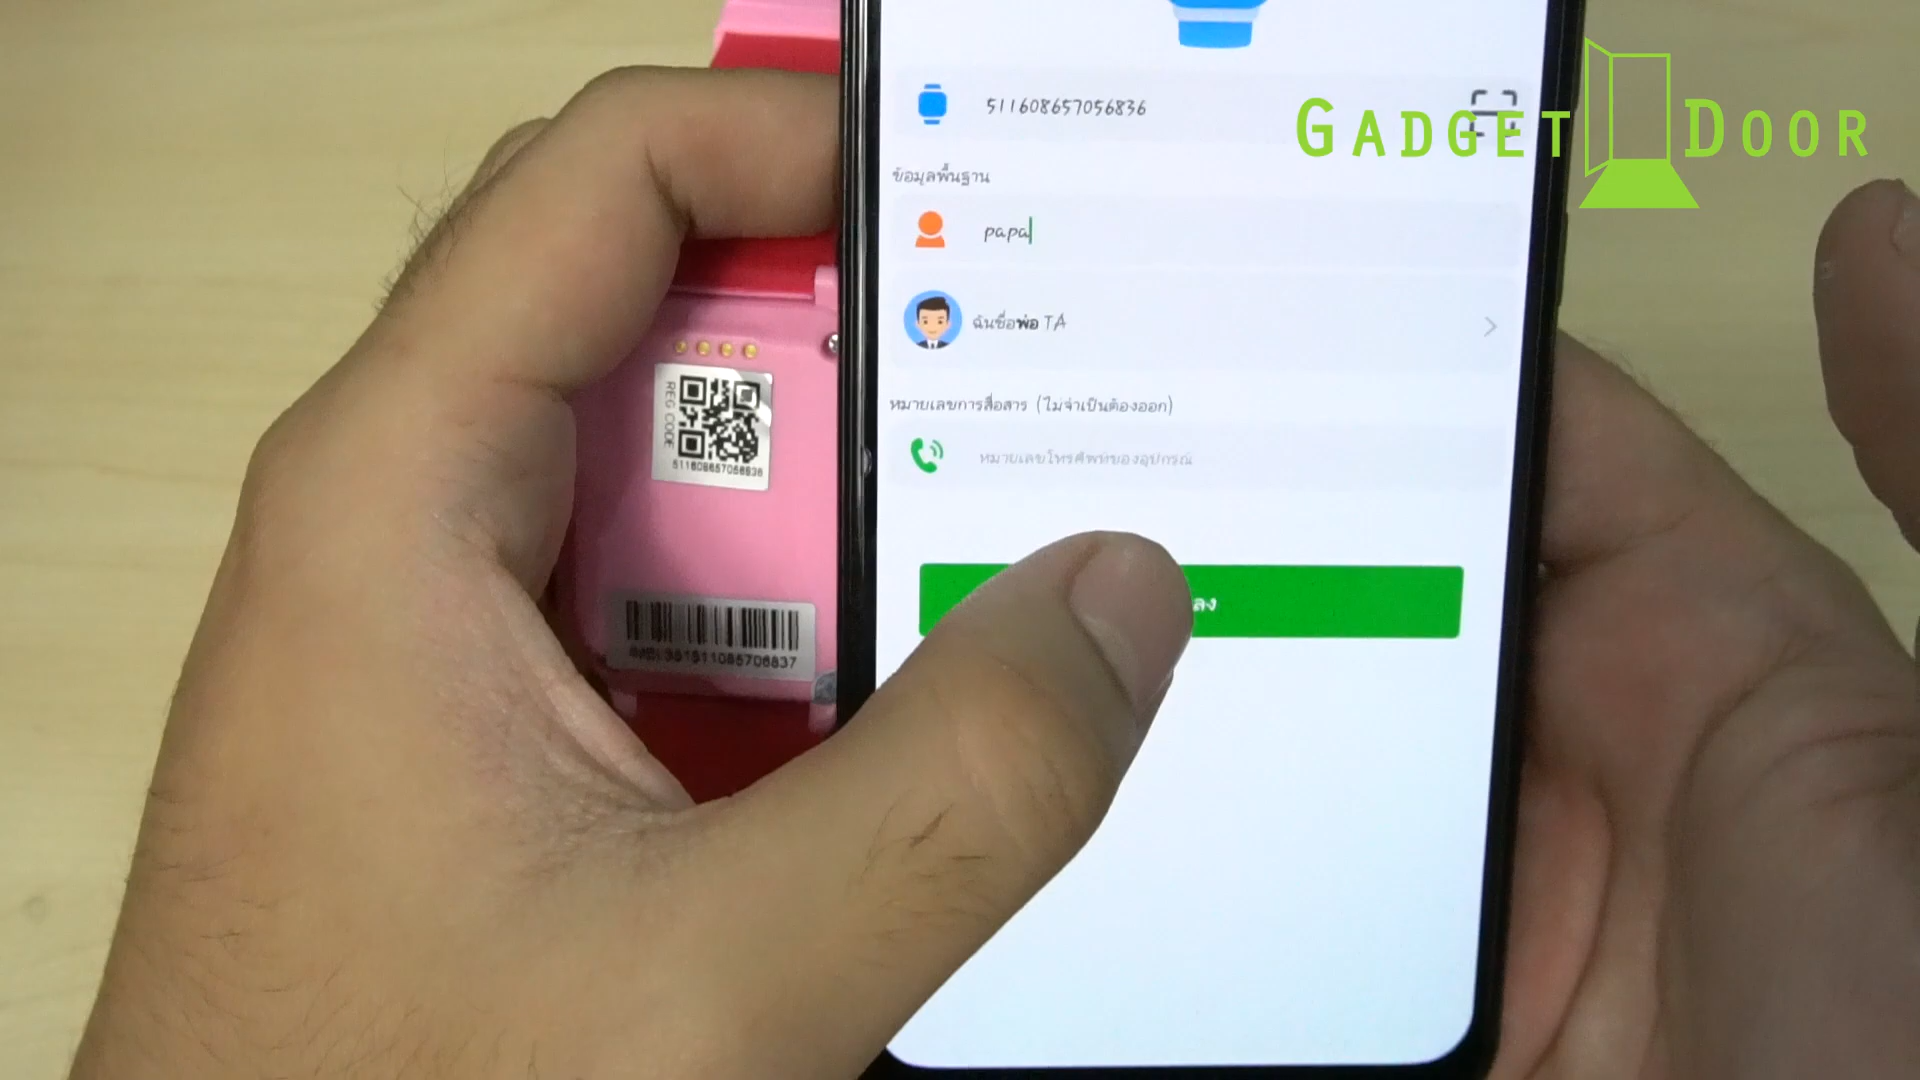 511608657056836
GADGET DOOR
ข้อมูลพื้นฐาน
papa
ฉันชื่อพ่อ TA
หมายเลขการสื่อสาร (ไม่จำเป็นต้องออก)
หมายเลขโทรศัพท์ของอุปกรณ์
ลง
REG CODE
511608657056836